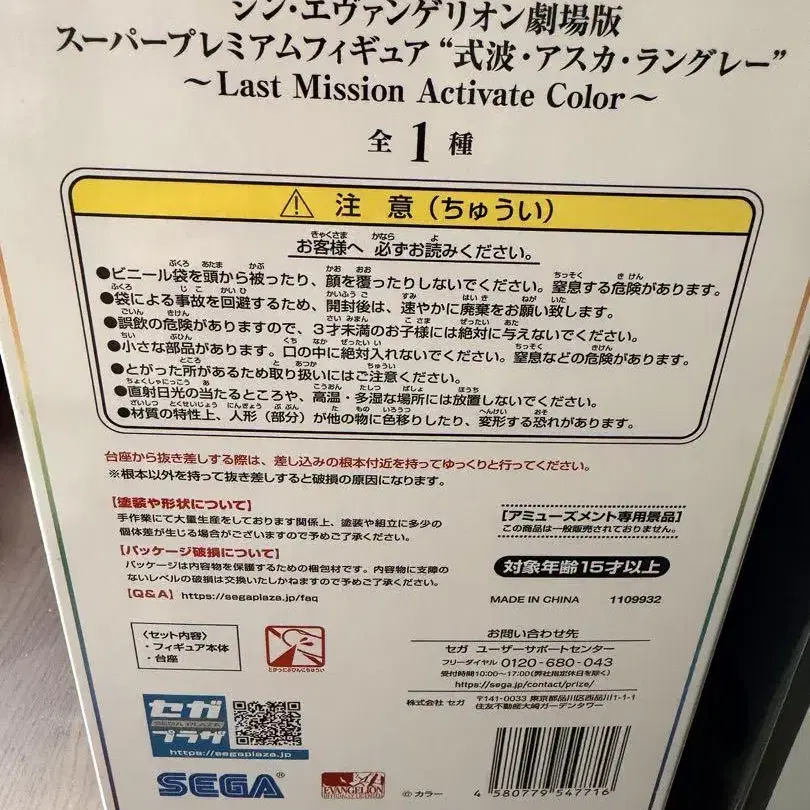 シン・エヴァンゲリオン劇場版
スーパープレミアムフィギュア“式波・アスカ・ラングレー”
～Last Mission Activate Color～
全1種
⚠ 注 意（ちゅうい）
お客様へ 必ずお読みください。
●ビニール袋を頭から被ったり、顔を覆ったりしないでください。窒息する危険があります。
●袋による事故を回避するため、開封後は、速やかに廃棄をお願い致します。
●誤飲の危険がありますので、3才未満のお子様には絶対に与えないでください。
●小さな部品があります。口の中に絶対入れないでください。窒息などの危険があります。
●とがった所があるため取り扱いにはご注意ください。
●直射日光の当たるところや、高温・多湿な場所には放置しないでください。
●材質の特性上、人形（部分）が他の物に色移りしたり、変形する恐れがあります。
台座から抜き差しする際は、差し込みの根本付近を持ってゆっくりと行ってください。
※根本以外を持って抜き差しすると破損の原因になります。
【塗装や形状について】
手作業にて大量生産をしております関係上、塗装や組立に多少の
個体差が生じる場合がございますので予めご了承ください。
【パッケージ破損について】
パッケージは内容物を保護するための梱包材です。内容物に支障の
ないレベルの破損は交換いたしかねますので予めご了承ください。
【Q&A】https://segaplaza.jp/faq
【アミューズメント専用景品】
この商品は一般販売されておりません。
対象年齢15才以上
MADE IN CHINA 1109932
〈セット内容〉
・フィギュア本体
・台座
とがっているのでちゅうい
お問い合わせ先
セガ ユーザーサポートセンター
フリーダイヤル 0120-680-043
受付時間10:00～17:00(弊社指定休日を除く)
https://sega.jp/contact/prize/
株式会社 セガ 〒141-0033 東京都品川区西品川1-1-1
住友不動産大崎ガーデンタワー
セガ
プラザ
https://segaplaza.jp
SEGA®
EVANGELION
©カラー
4 580779 547716